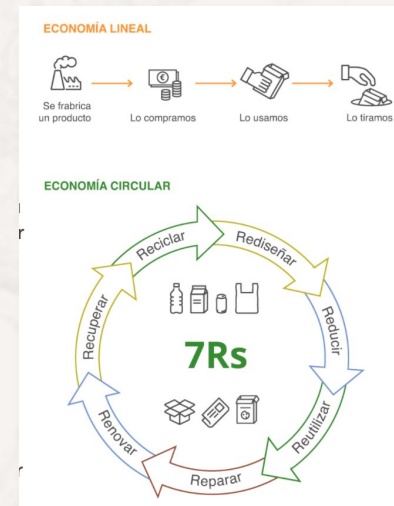 ECONOMÍA LINEAL
Se frabrica
un producto
Lo compramos
Lo usamos
Lo tiramos
ECONOMÍA CIRCULAR
Rediseñar
Reducir
Reutilizar
Reparar
Renovar
Recuperar
Reciclar
7Rs